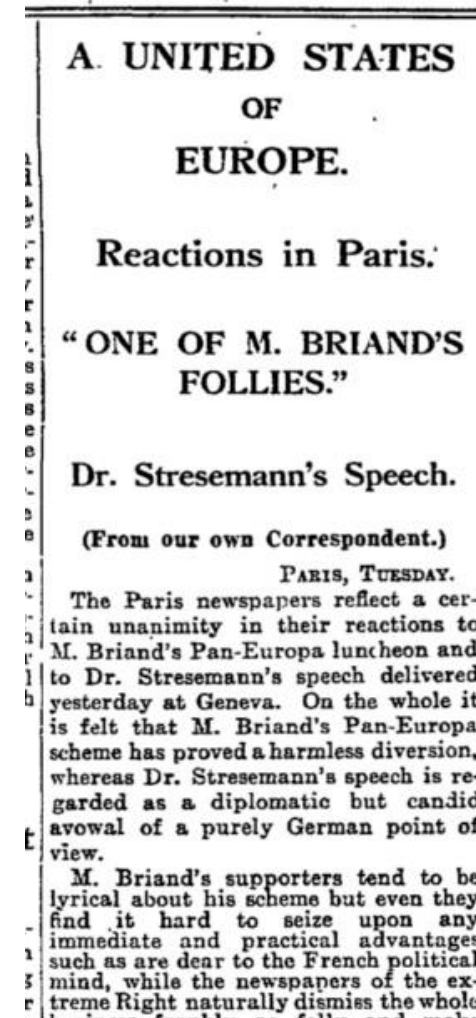 A UNITED STATES
OF
EUROPE.
Reactions in Paris.
"ONE OF M. BRIAND'S
FOLLIES."
Dr. Stresemann's Speech.
(From our own Correspondent.)
PARIS, TUESDAY.
The Paris newspapers reflect a cer-
tain unanimity in their reactions to
M. Briand's Pan-Europa luncheon and
to Dr. Stresemann's speech delivered
yesterday at Geneva. On the whole it
is felt that M. Briand's Pan-Europa
scheme has proved a harmless diversion,
whereas Dr. Stresemann's speech is re-
garded as a diplomatic but candid
avowal of a purely German point of
view.
M. Briand's supporters tend to be
lyrical about his scheme but even they
find it hard to seize upon any
immediate and practical advantages
such as are dear to the French political
mind, while the newspapers of the ex-
treme Right naturally dismiss the whole